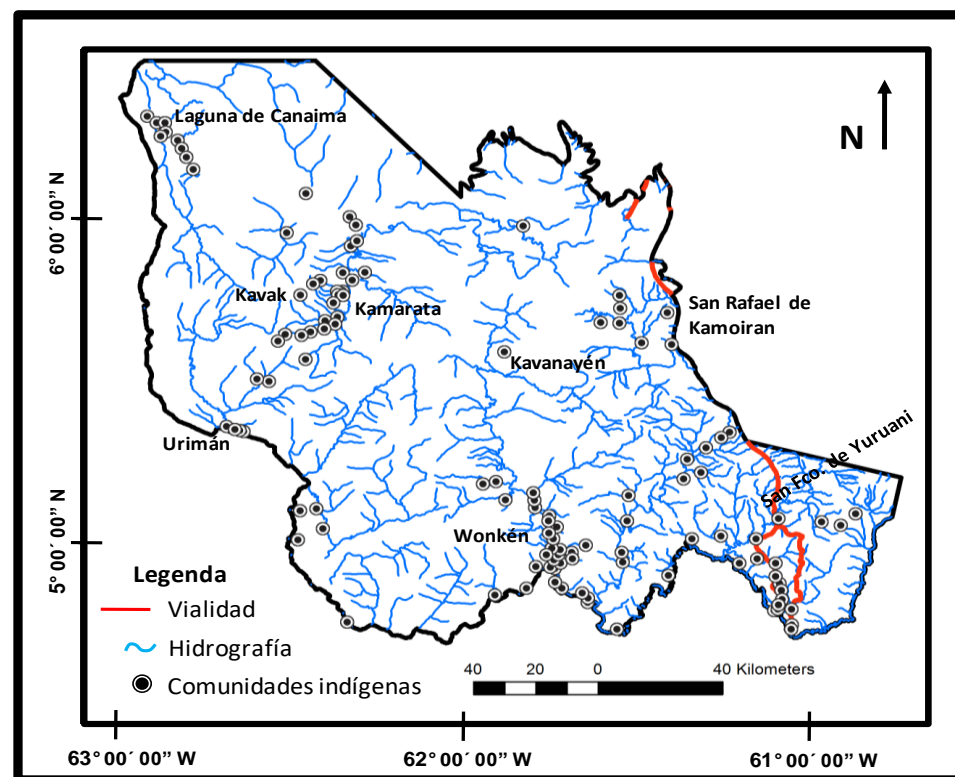 Laguna de Canaima
N
6° 00´ 00” N
Kavak
Kamarata
San Rafael de
Kamoiran
Kavanayén
Urimán
San Fco. de Yuruani
Wonkén
5° 00´ 00” N
Legenda
Vialidad
Hidrografía
Comunidades indígenas
40 20 0 40 Kilometers
63° 00´ 00” W 62° 00´ 00” W 61° 00´ 00” W